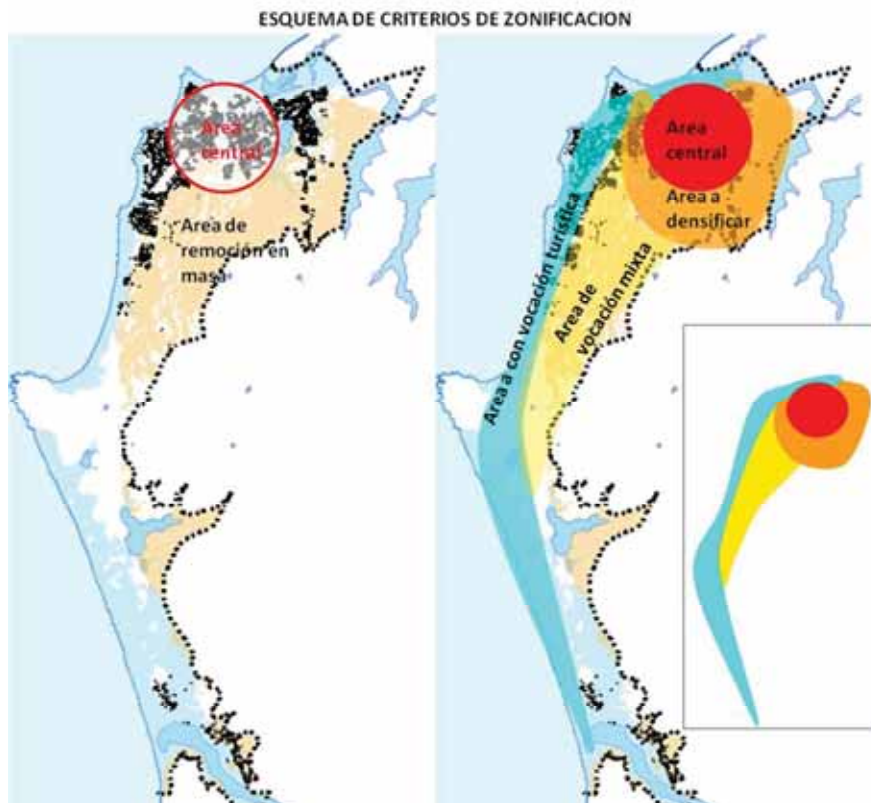 ESQUEMA DE CRITERIOS DE ZONIFICACION
Area
central
Area de
remoción en
masa
Area
central
Area a
densificar
Area a con vocación turística
Area de
vocación mixta